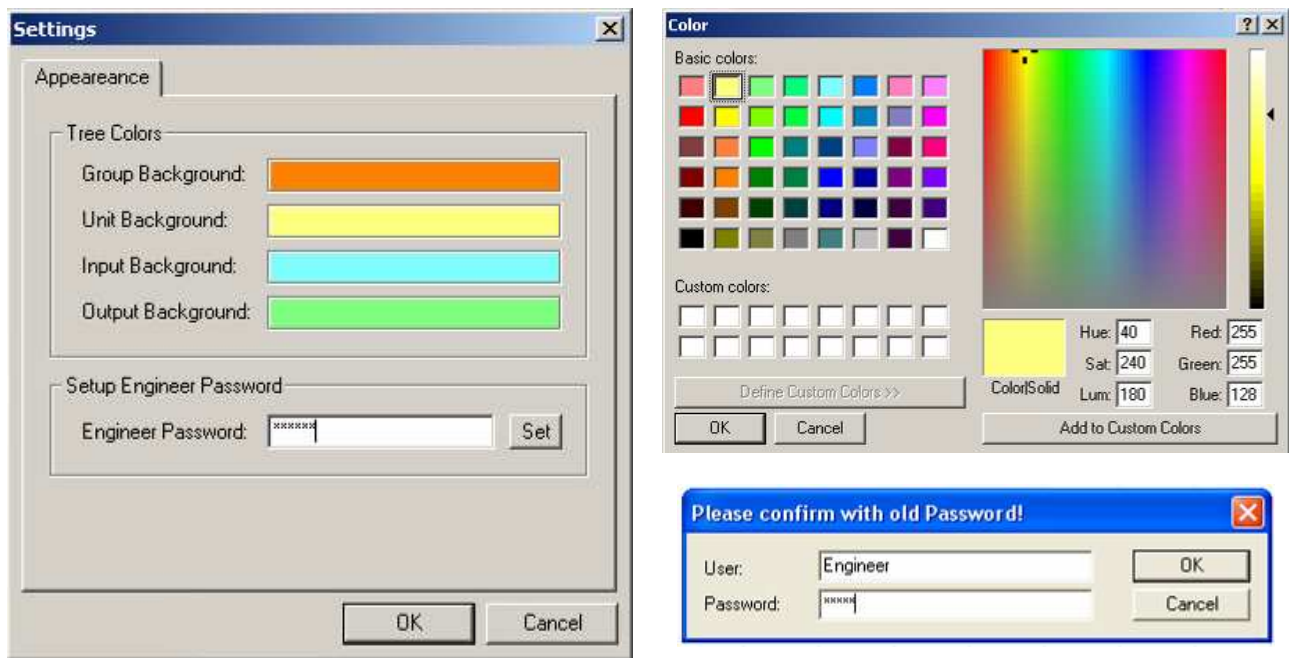 Settings
Appeareance
Tree Colors
Group Background:
Unit Background:
Input Background:
Output Background:
Setup Engineer Password
Engineer Password: ******
Set
OK Cancel
Color
Basic colors:
Custom colors:
Define Custom Colors >>
OK Cancel
Color|Solid
Hue: 40 Red: 255
Sat: 240 Green: 255
Lum: 180 Blue: 128
Add to Custom Colors
Please confirm with old Password!
User: Engineer OK
Password: ***** Cancel